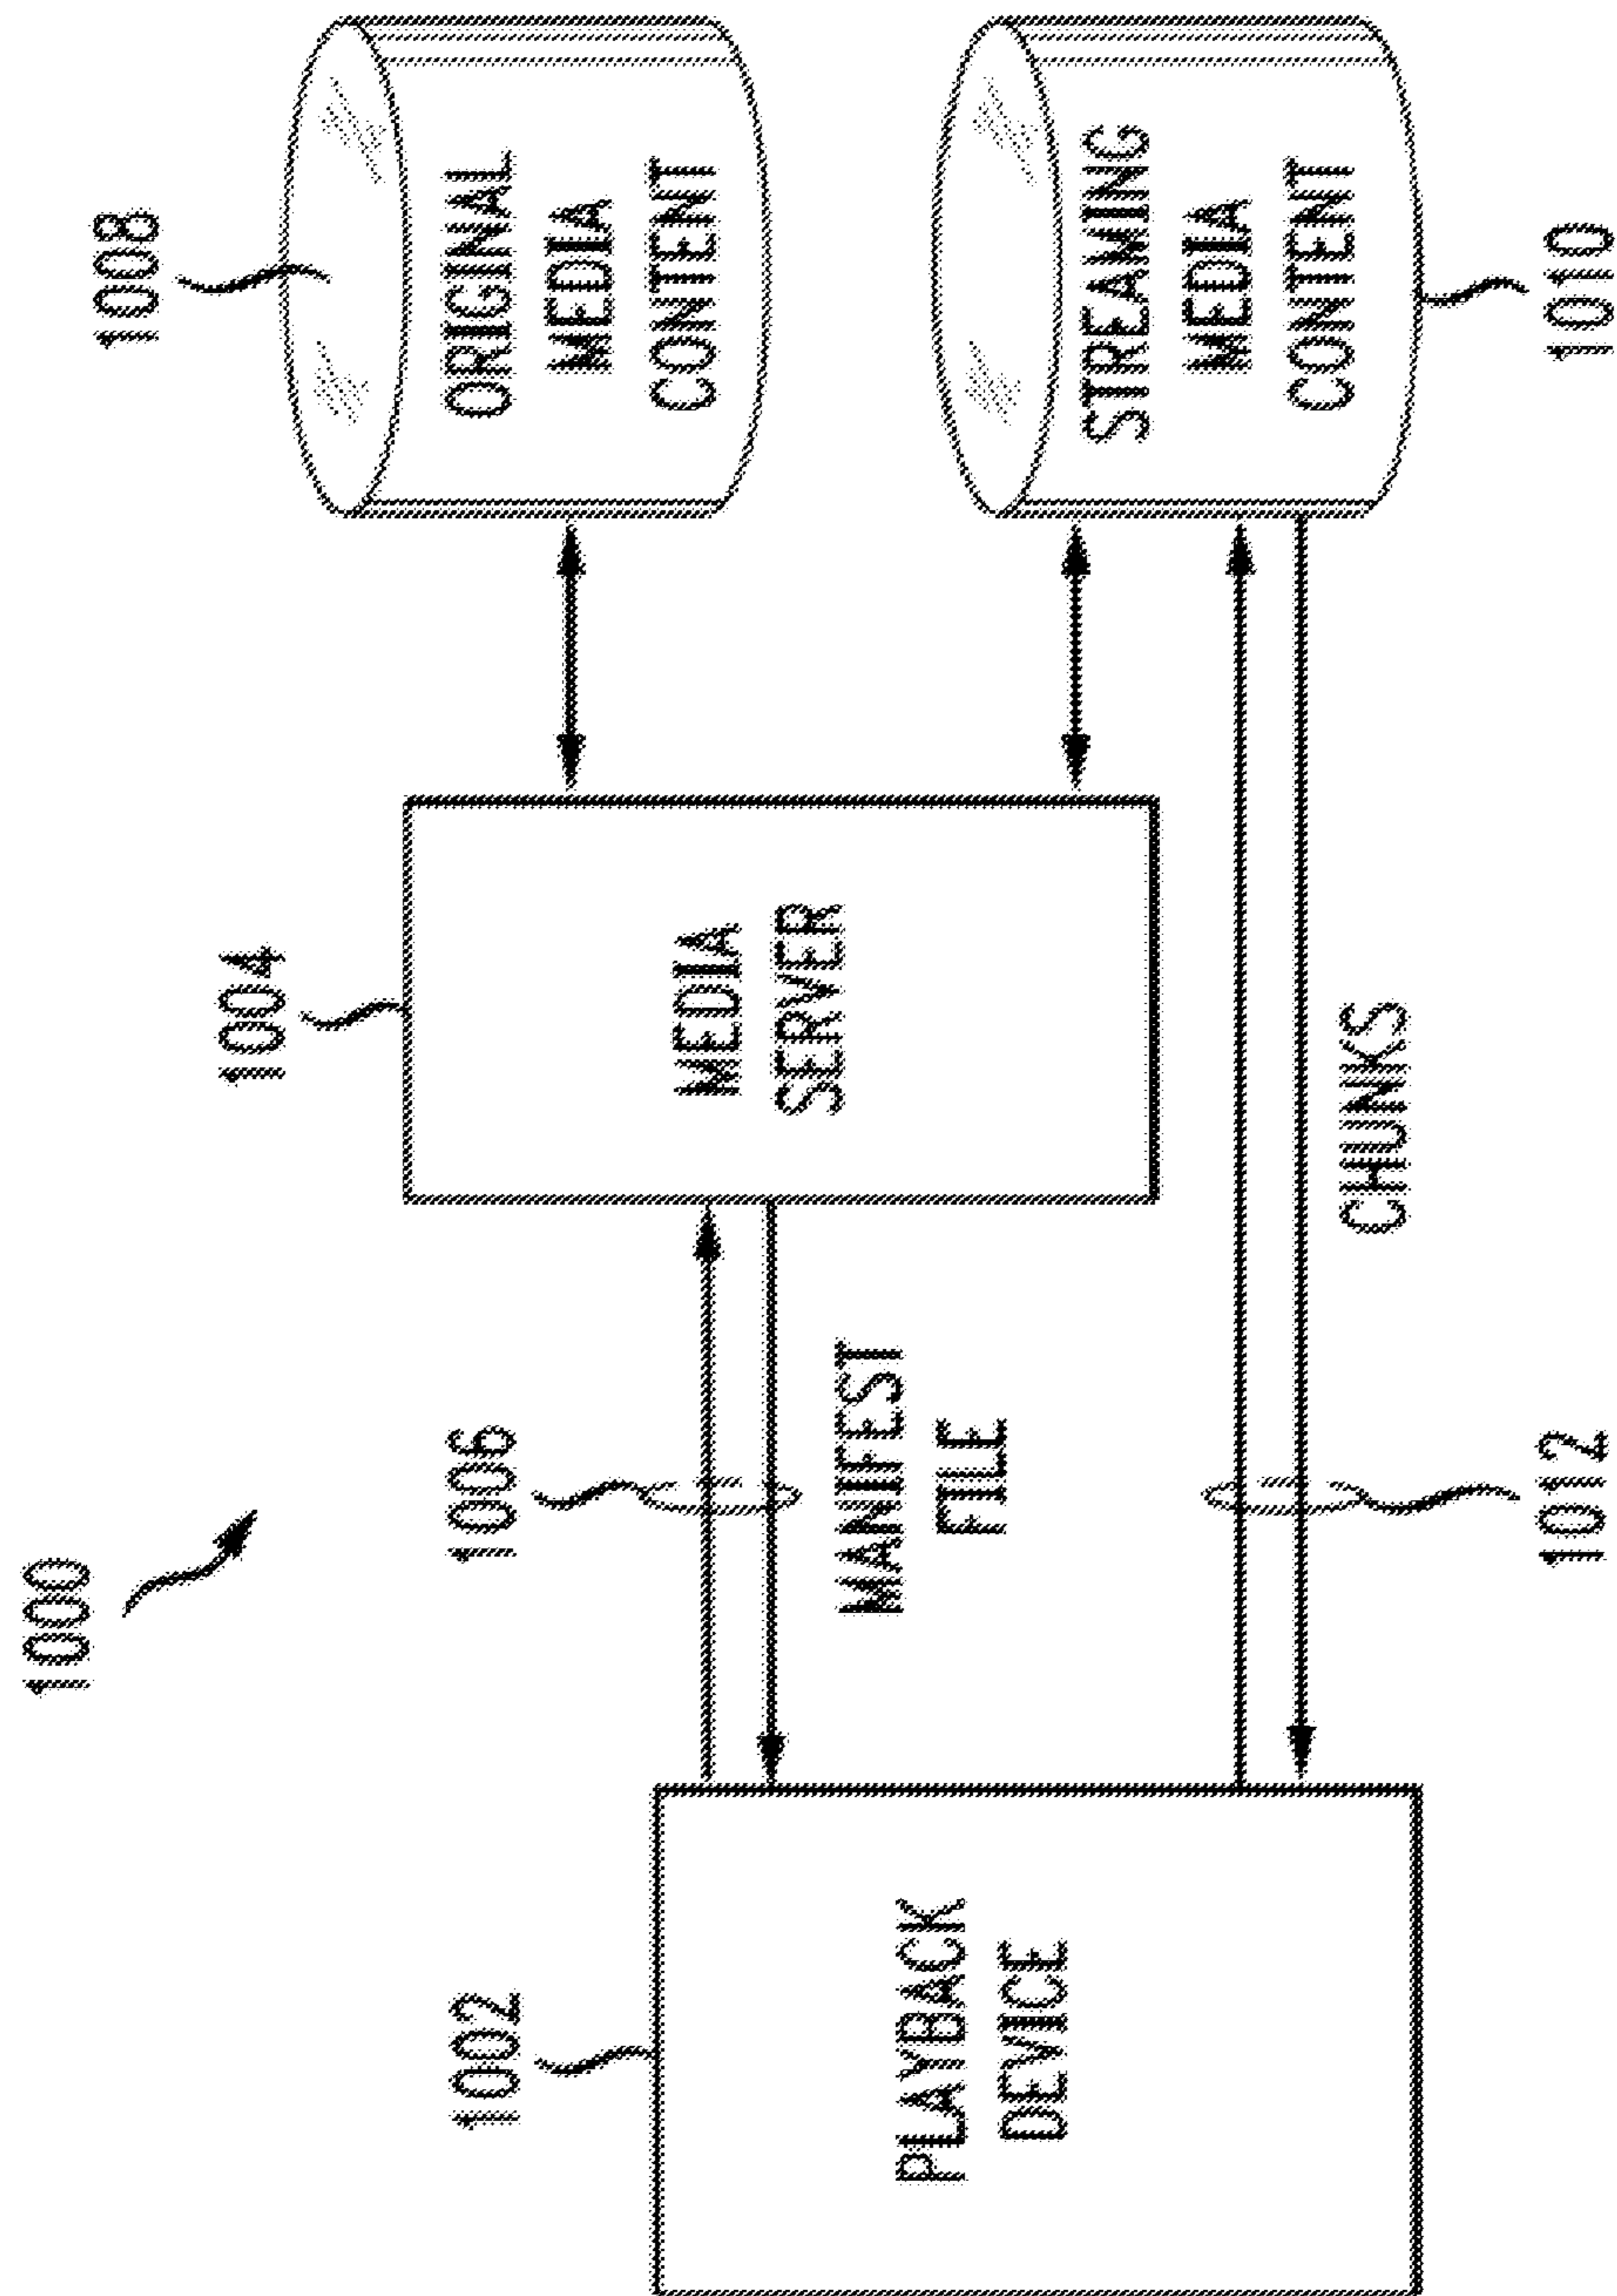 1000
1002
PLAYBACK
DEVICE
1006
MANIFEST
FILE
1012
CHUNKS
1004
MEDIA
SERVER
1008
ORIGINAL
MEDIA
CONTENT
STREAMING
MEDIA
CONTENT
1010